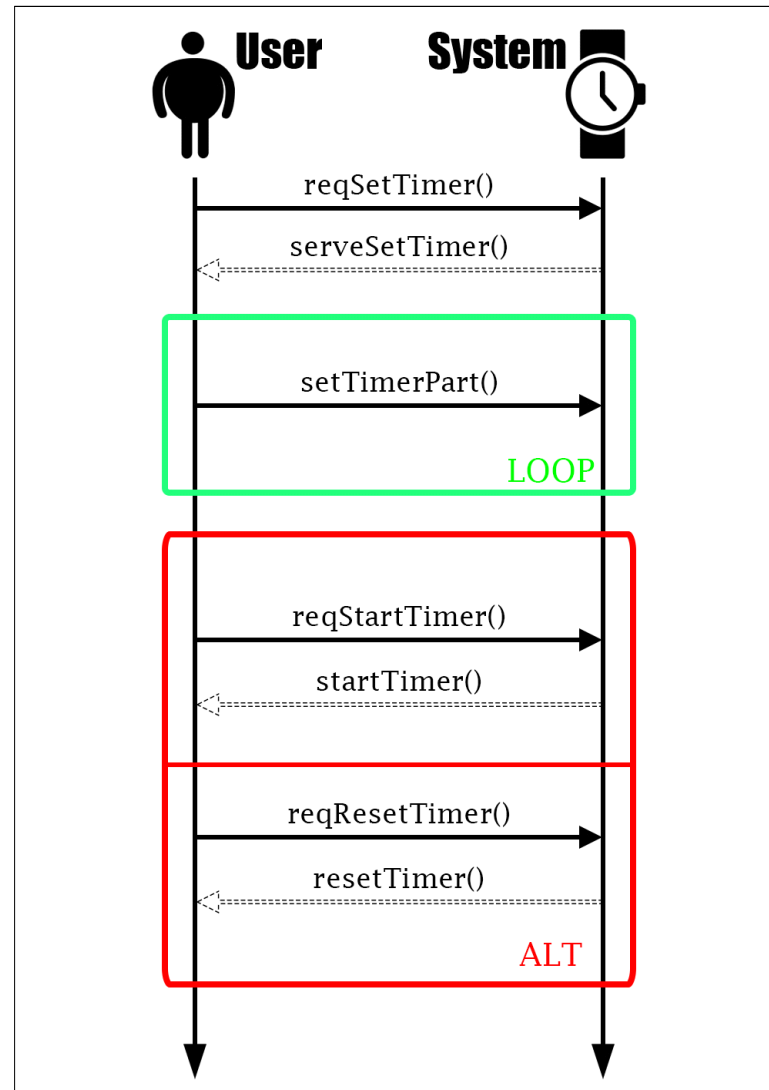 User System
reqSetTimer()
serveSetTimer()
setTimerPart()
LOOP
reqStartTimer()
startTimer()
reqResetTimer()
resetTimer()
ALT